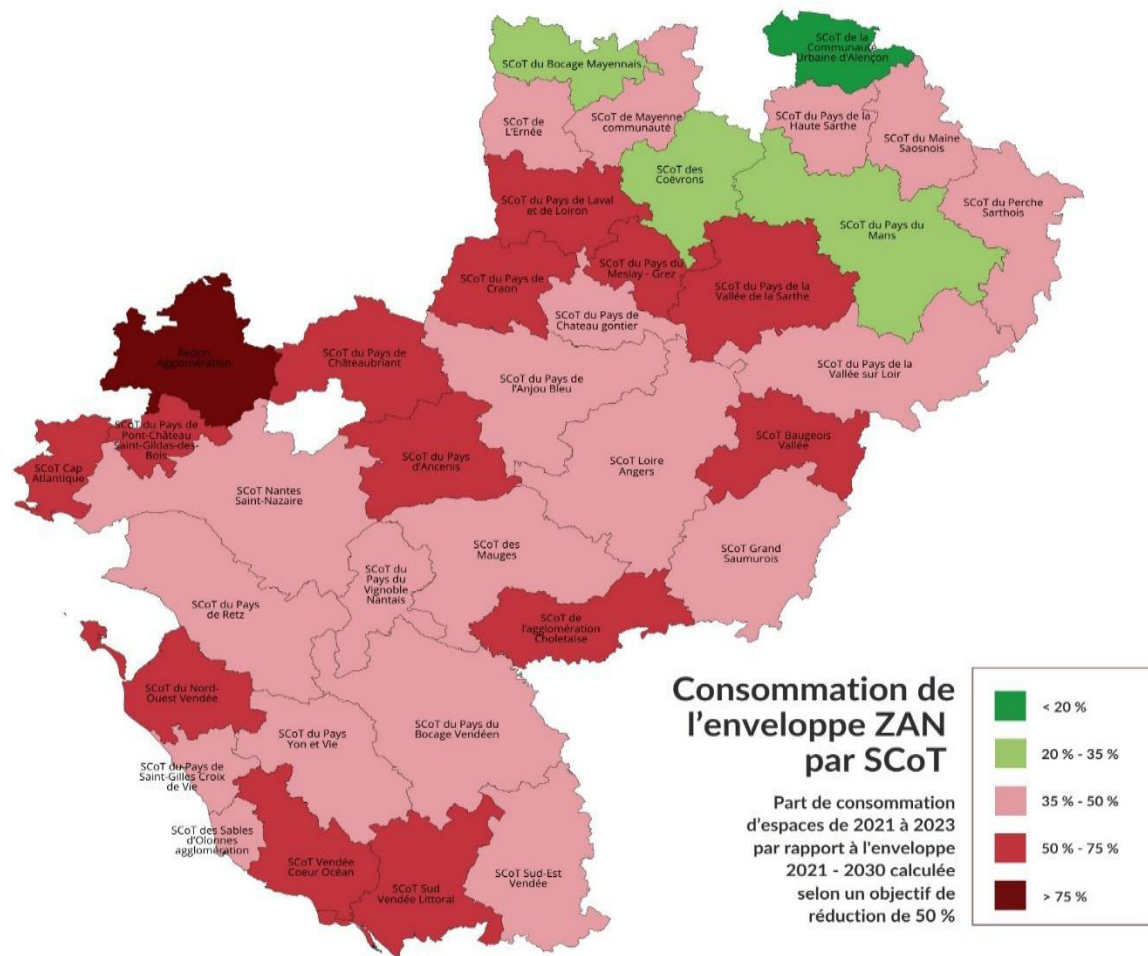 SCoT de la
Communauté
Urbaine d'Alençon
SCoT du Bocage Mayennais
SCoT de
L'Ernée
SCoT de Mayenne
communauté
SCoT du Pays de la
Haute Sarthe
SCoT du Maine
Saosnois
SCoT des
Coëvrons
SCoT du Pays de Laval
et de Loiron
SCoT du Perche
Sarthois
SCoT du Pays du
Mans
SCoT du Pays de
Craon
SCoT du Pays du
Meslay - Grez
SCoT du Pays de la
Vallée de la Sarthe
SCoT du Pays de
Chateau gontier
Redon
Agglomération
SCoT du Pays de
Châteaubriant
SCoT du Pays de
l'Anjou Bleu
SCoT du Pays de la
Vallée sur Loir
SCoT du Pays de
Pont-Château
Saint-Gildas-des-
Bois
SCoT Cap
Atlantique
SCoT du Pays
d'Ancenis
SCoT Loire
Angers
SCoT Baugeois
Vallée
SCoT Nantes
Saint-Nazaire
SCoT des
Mauges
SCoT Grand
Saumurois
SCoT du
Pays du
Vignoble
Nantais
SCoT du Pays
de Retz
SCoT de
l'agglomération
Choletaise
SCoT du Nord-
Ouest Vendée
SCoT du Pays
Yon et Vie
SCoT du Pays du
Bocage Vendéen
SCoT du Pays de
Saint-Gilles Croix
de Vie
SCoT des Sables
d'Olonnes
agglomération
SCoT Vendée
Coeur Océan
SCoT Sud
Vendée Littoral
SCoT Sud-Est
Vendée
Consommation de
l'enveloppe ZAN
par SCoT
Part de consommation
d'espaces de 2021 à 2023
par rapport à l'enveloppe
2021 - 2030 calculée
selon un objectif de
réduction de 50 %
< 20 %
20 % - 35 %
35 % - 50 %
50 % - 75 %
> 75 %